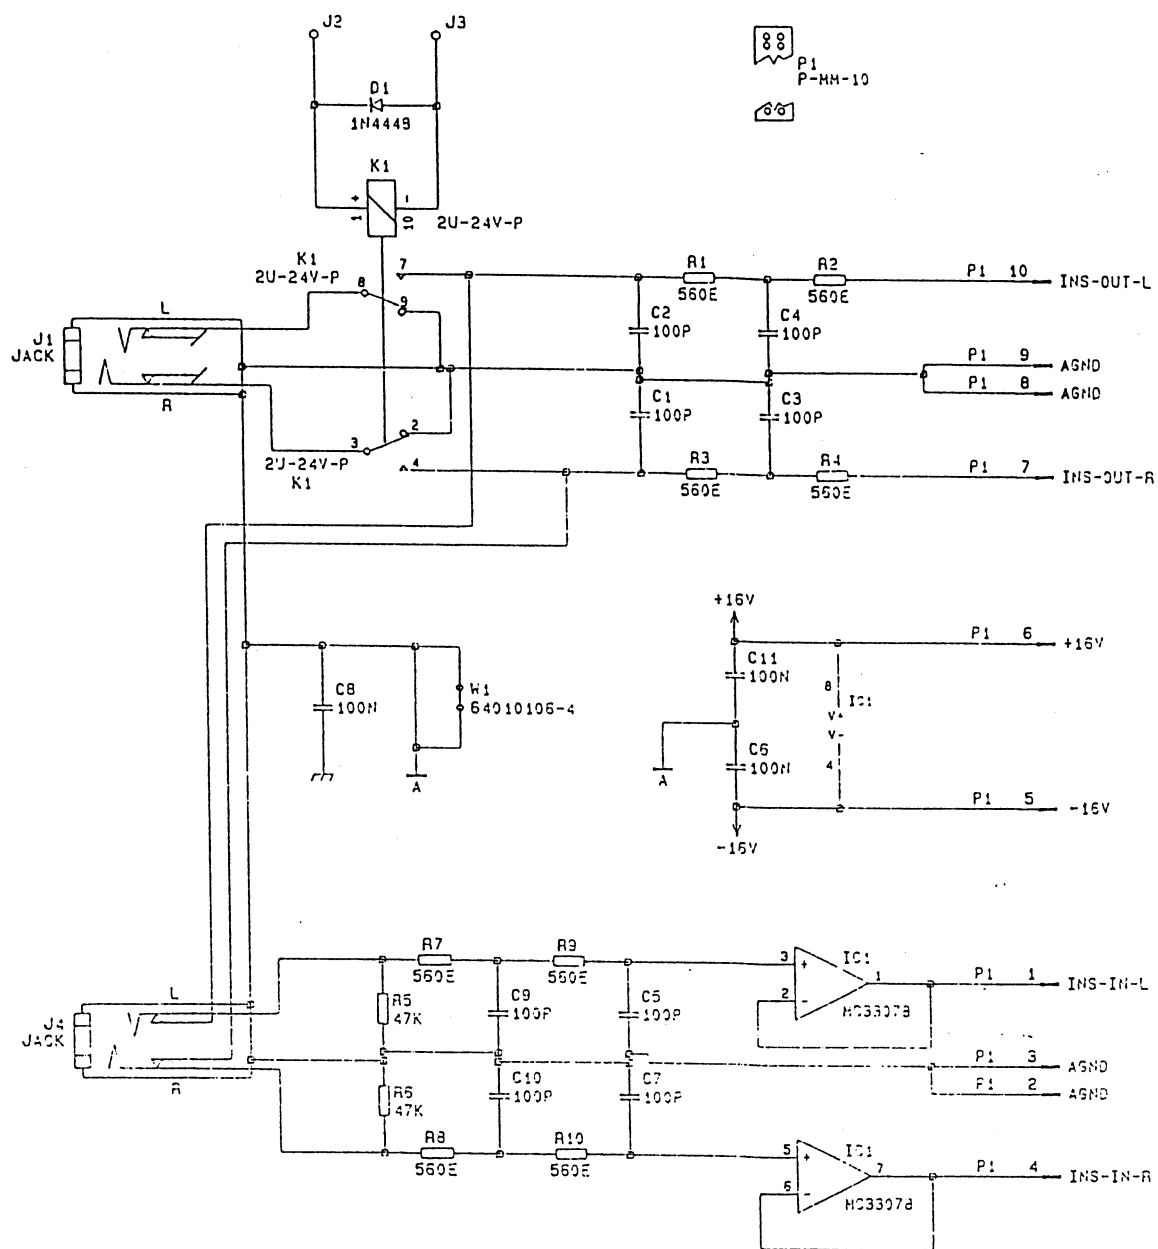 J2
J3
P1
P-MM-10
D1
1N4449
K1
1
+
-
10
2U-24V-P
K1
2U-24V-P
8
7
9
R1
560E
R2
560E
P1 10 INS-OUT-L
C2
100P
C4
100P
L
J1
JACK
R
P1 9 AGND
P1 8 AGND
C1
100P
C3
100P
2
3
4
2U-24V-P
K1
R3
560E
R4
560E
P1 7 INS-OUT-R
+16V
P1 6 +16V
C11
100N
8
IC1
V+
V-
4
C8
100N
W1
64010106-4
A
C6
100N
A
P1 5 -16V
-16V
R7
560E
R9
560E
3
+
2
-
IC1
1
MC33078
P1 1 INS-IN-L
L
J4
JACK
R
R5
47K
C9
100P
C5
100P
P1 3 AGND
P1 2 AGND
R6
47K
C10
100P
C7
100P
R8
560E
R10
560E
5
+
6
-
IC1
7
MC33078
P1 4 INS-IN-R